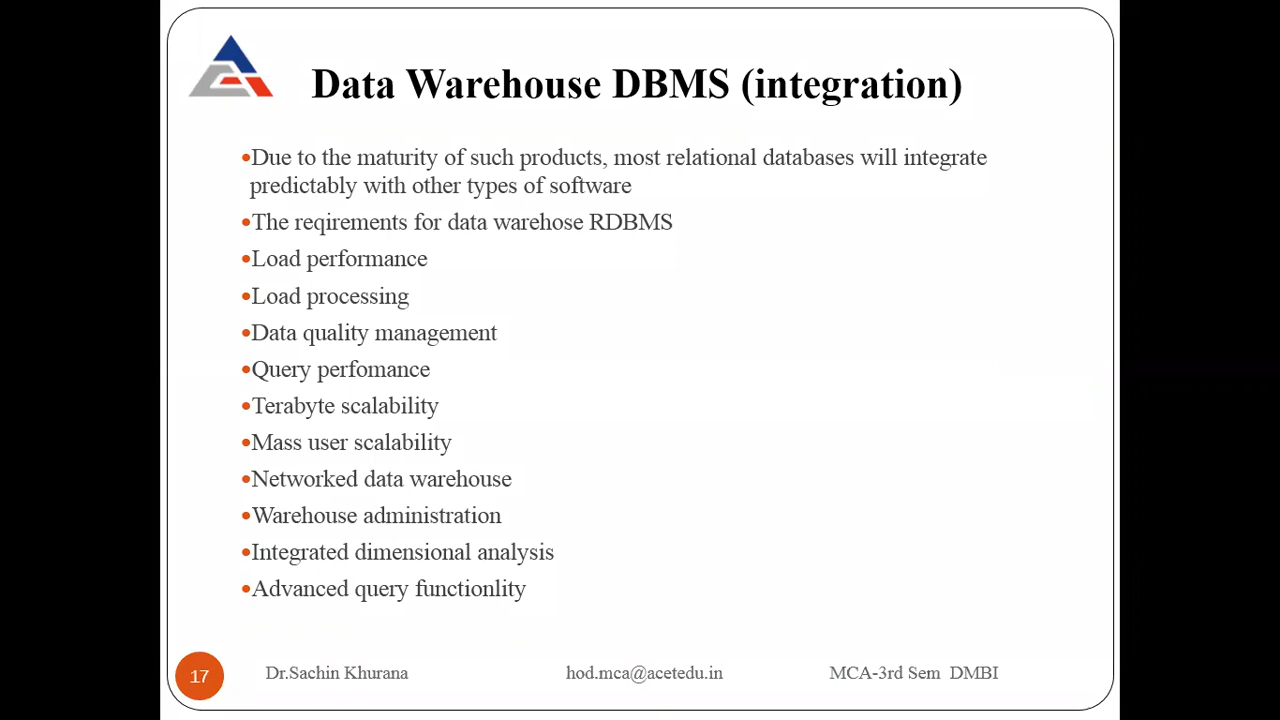 Data Warehouse DBMS (integration)
•Due to the maturity of such products, most relational databases will integrate
predictably with other types of software
•The reqirements for data warehose RDBMS
•Load performance
•Load processing
•Data quality management
•Query perfomance
•Terabyte scalability
•Mass user scalability
•Networked data warehouse
•Warehouse administration
•Integrated dimensional analysis
•Advanced query functionlity
17 Dr.Sachin Khurana hod.mca@acetedu.in MCA-3rd Sem DMBI